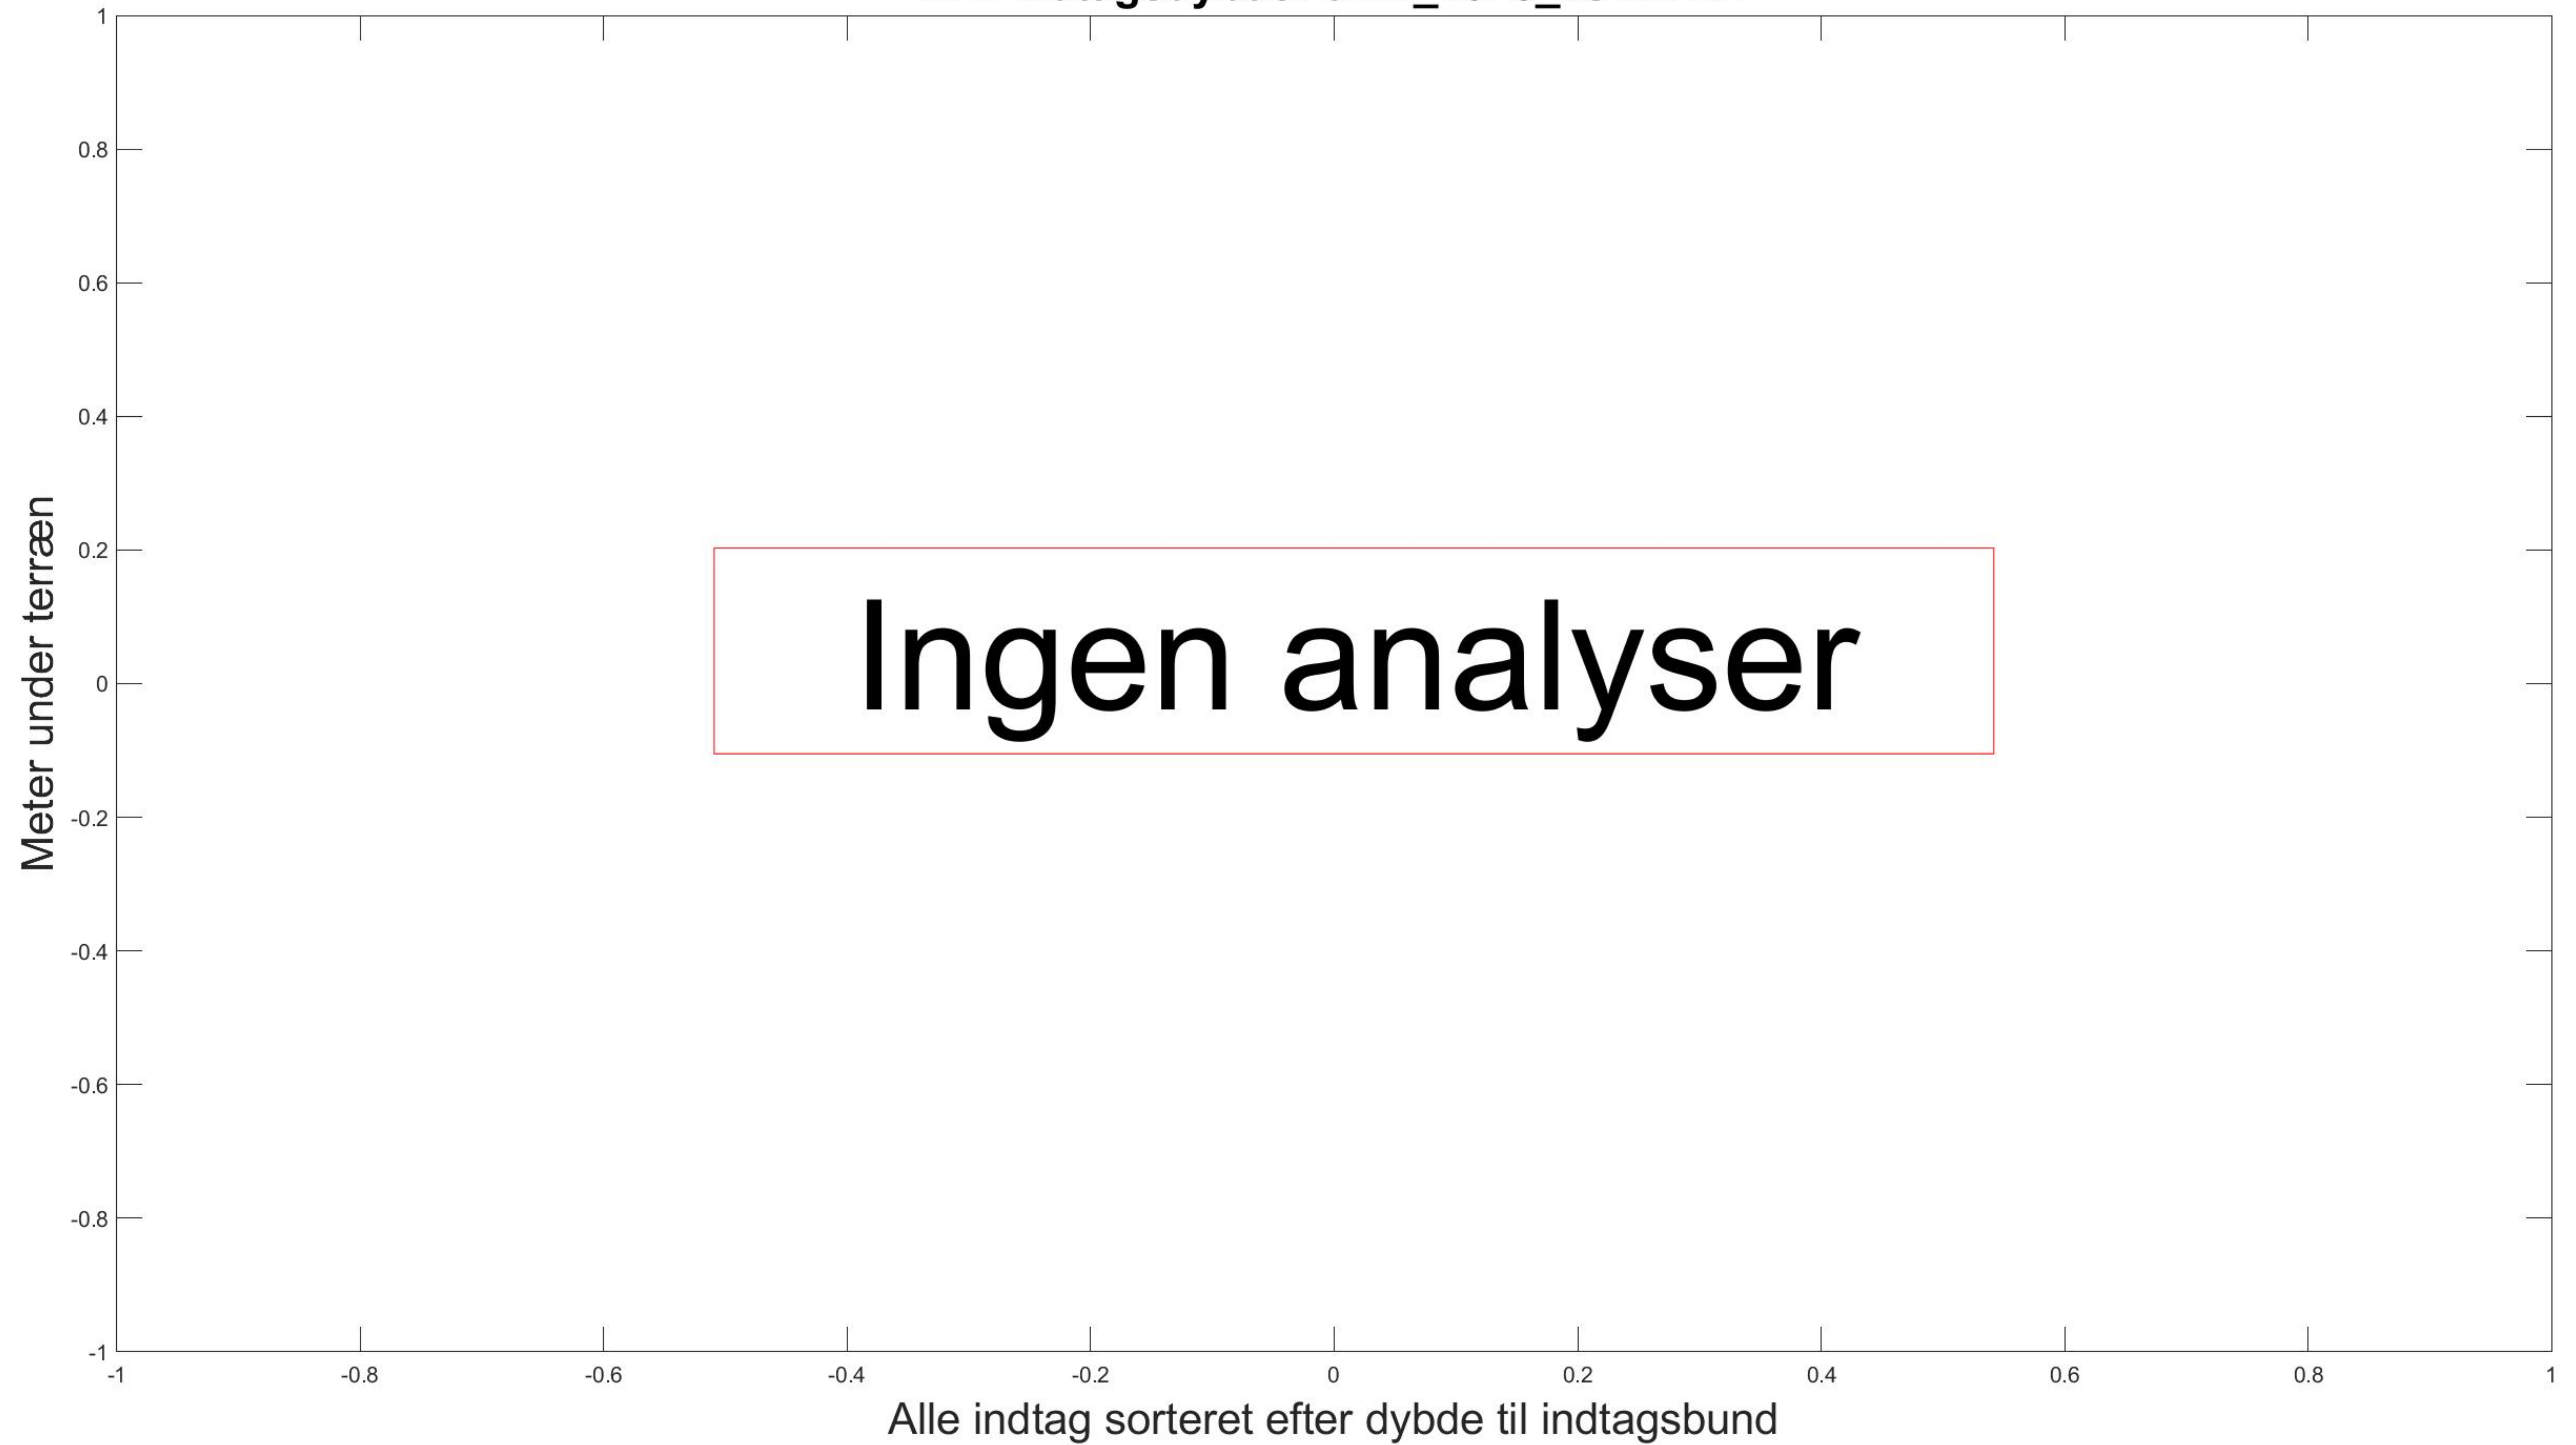 1
0.8
0.6
0.4
0.2
0
-0.2
-0.4
-0.6
-0.8
-1
Meter under terræn
Ingen analyser
-1 -0.8 -0.6 -0.4 -0.2 0 0.2 0.4 0.6 0.8 1
Alle indtag sorteret efter dybde til indtagsbund